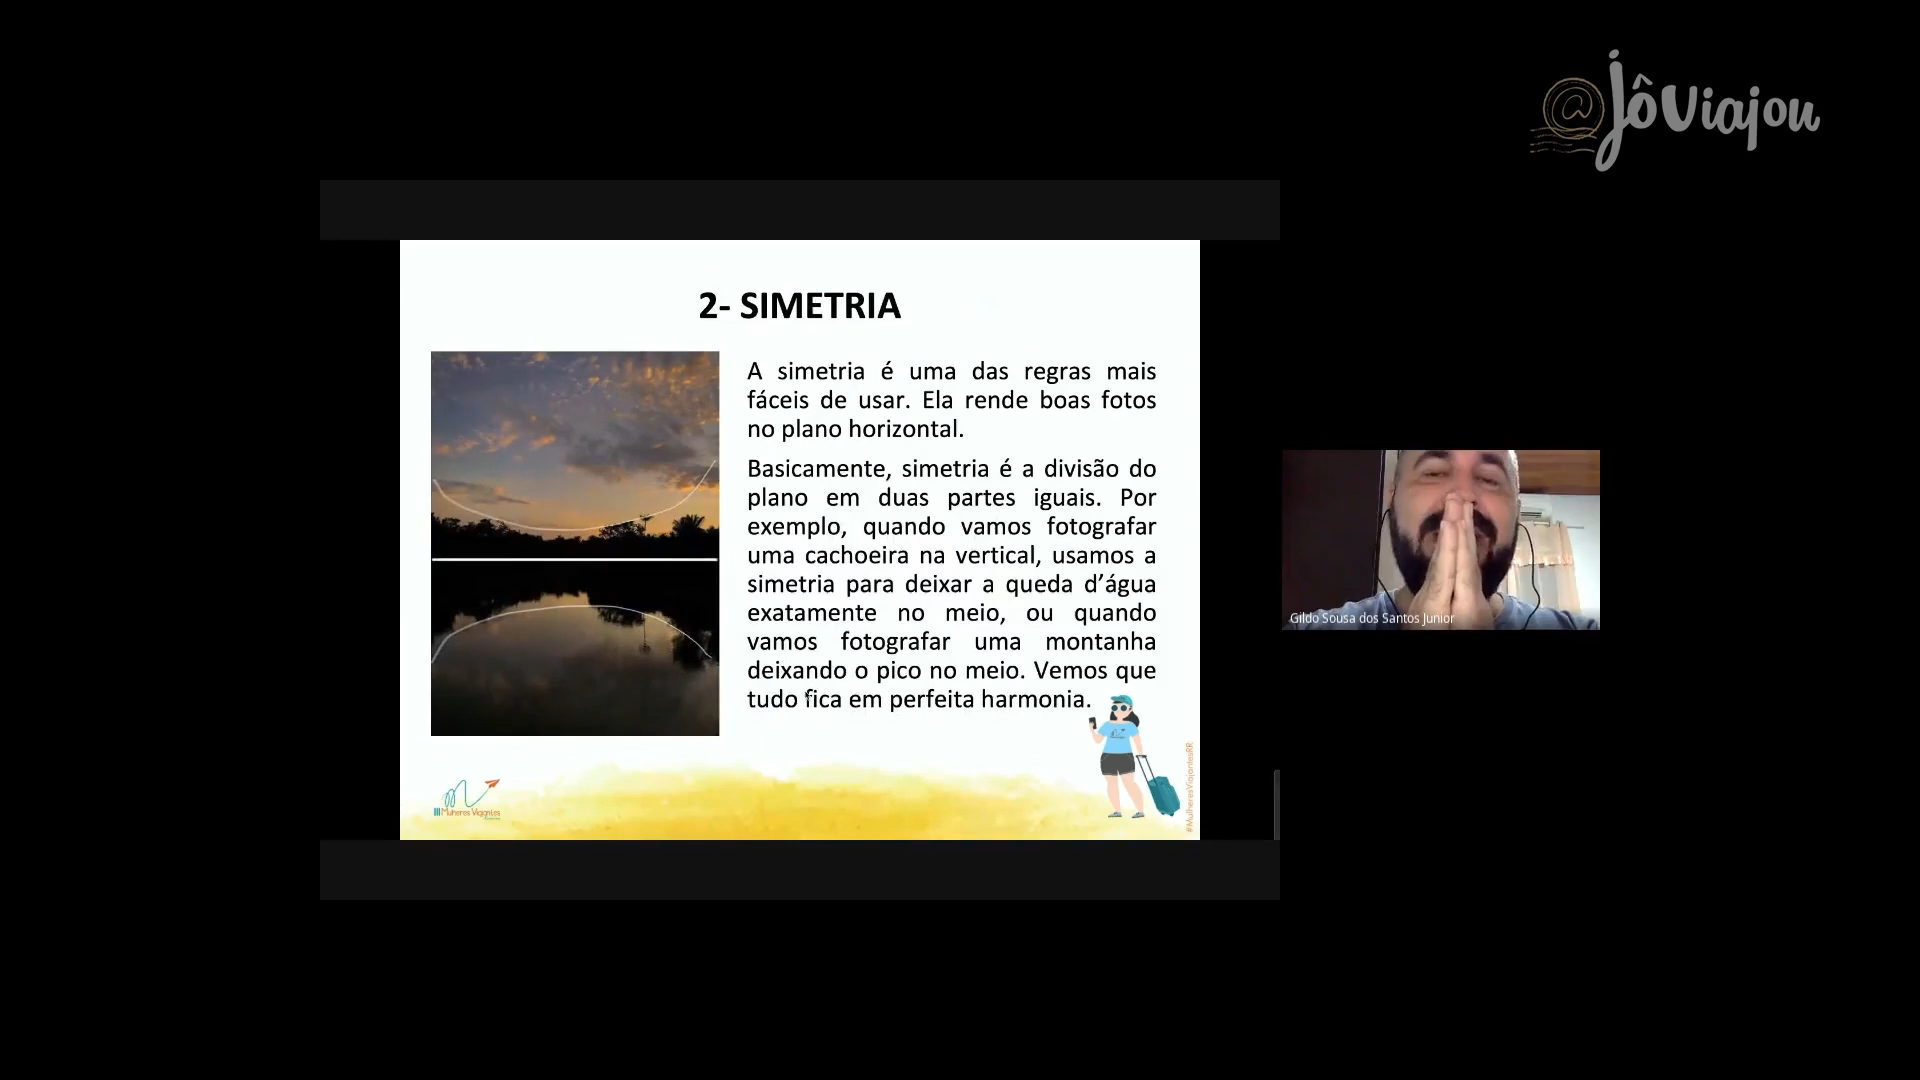 @jôviajou
2- SIMETRIA
A simetria é uma das regras mais
fáceis de usar. Ela rende boas fotos
no plano horizontal.
Basicamente, simetria é a divisão do
plano em duas partes iguais. Por
exemplo, quando vamos fotografar
uma cachoeira na vertical, usamos a
simetria para deixar a queda d’água
exatamente no meio, ou quando
vamos fotografar uma montanha
deixando o pico no meio. Vemos que
tudo fica em perfeita harmonia.
Gildo Sousa dos Santos Junior
Mulheres Viajantes
#MulheresViajantesRR